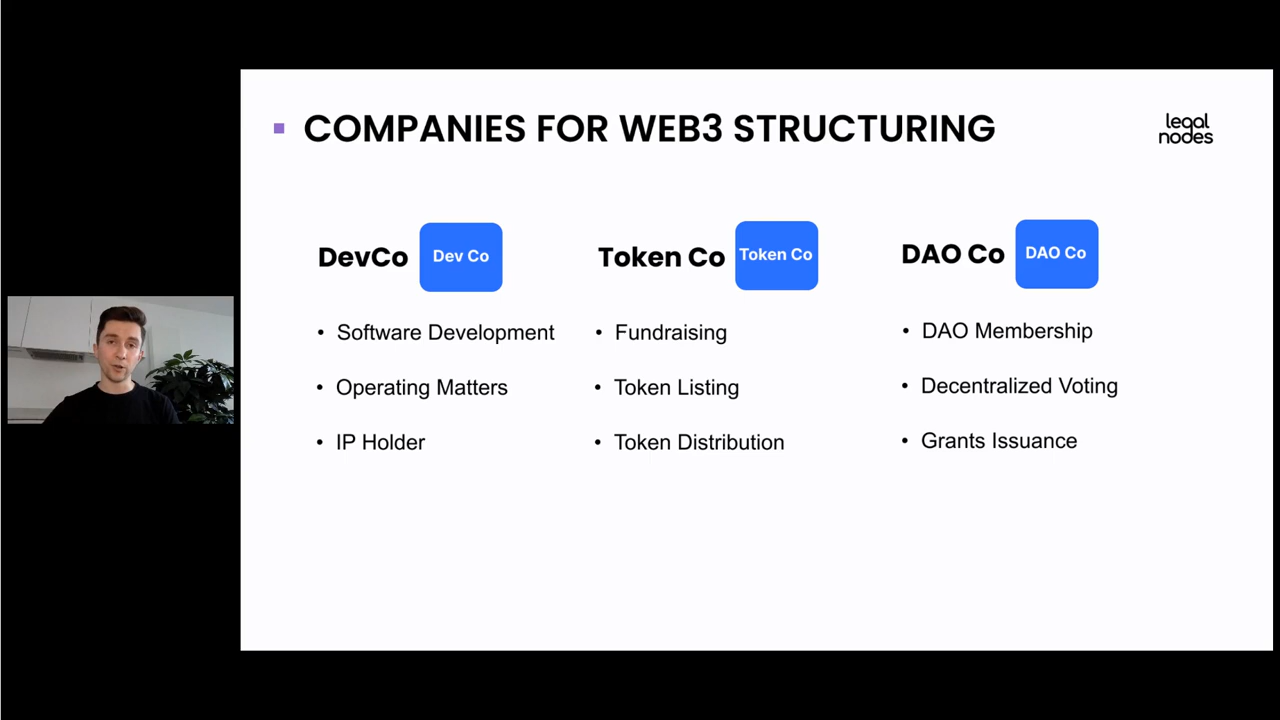 COMPANIES FOR WEB3 STRUCTURING
legal
nodes
DevCo
Dev Co
• Software Development
• Operating Matters
• IP Holder
Token Co
Token Co
• Fundraising
• Token Listing
• Token Distribution
DAO Co
DAO Co
• DAO Membership
• Decentralized Voting
• Grants Issuance